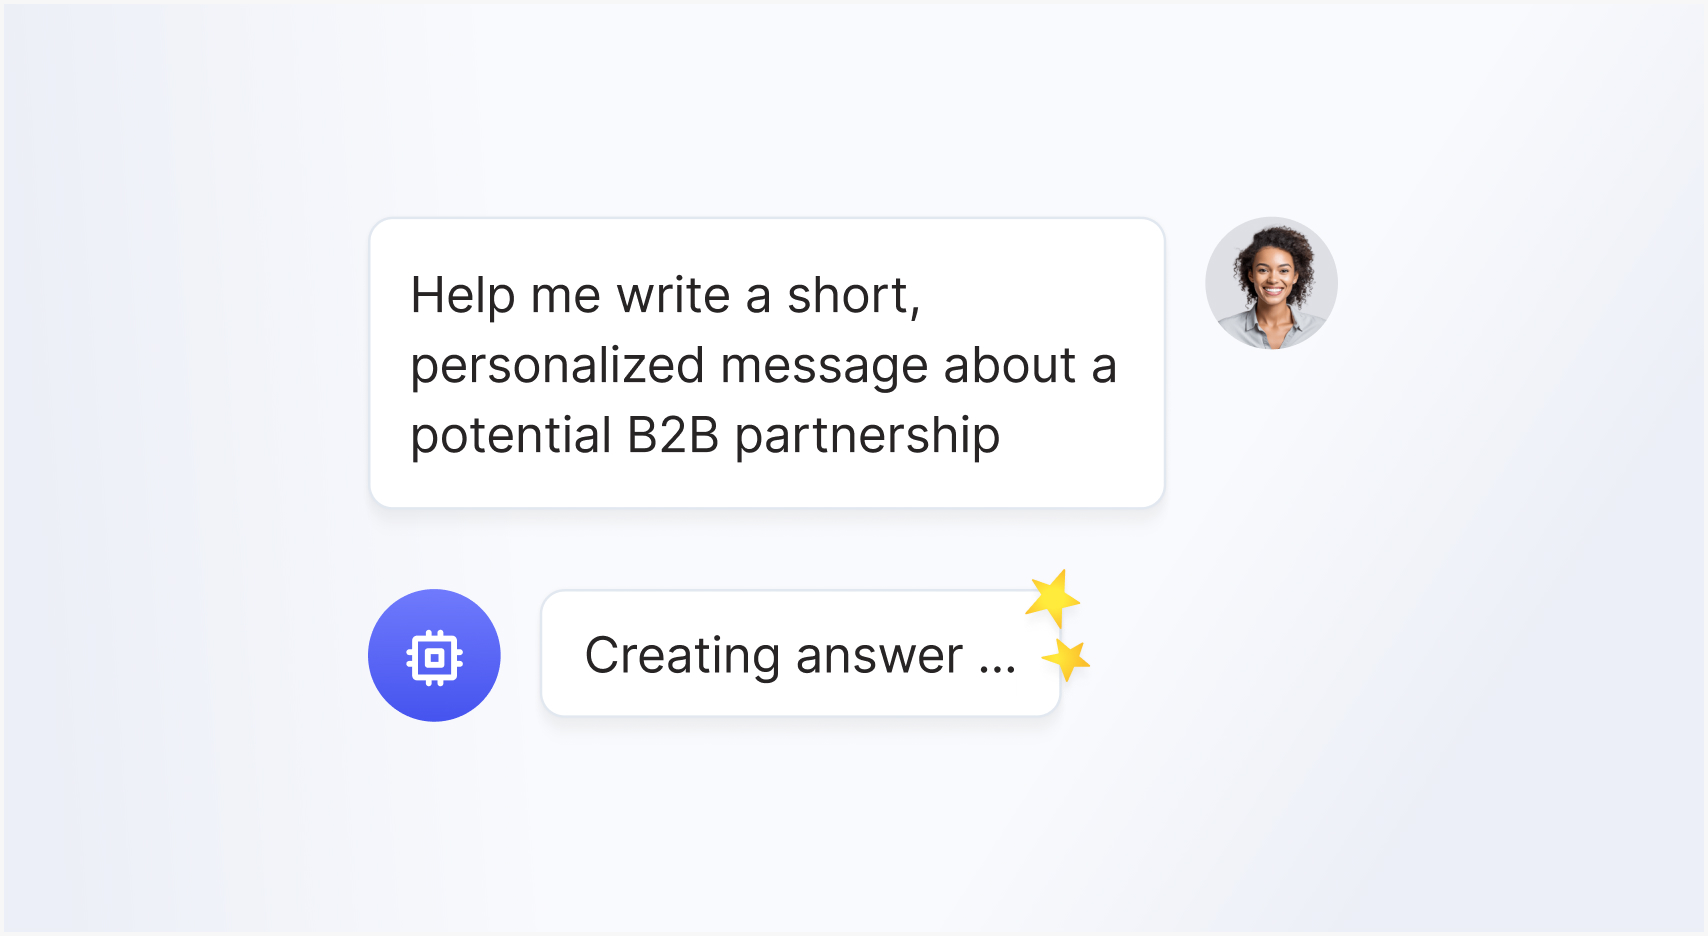 Help me write a short,
personalized message about a
potential B2B partnership
Creating answer ...